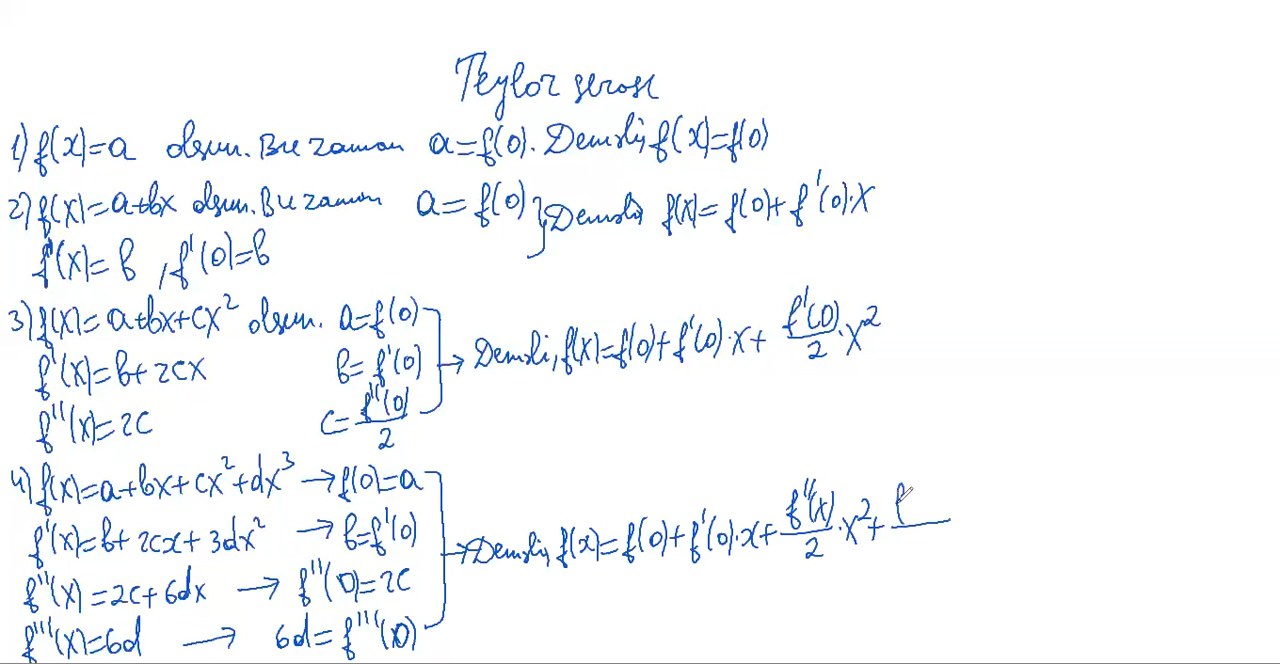 Teylor sırası
1) f(x)=a olsun. Bu zaman a=f(0). Deməli, f(x)=f(0)
2) f(x)=a+bx olsun. Bu zaman a=f(0) } Deməli, f(x)=f(0)+f'(0)·x
f'(x)=b, f'(0)=b
3) f(x)=a+bx+cx² olsun. a=f(0)
f'(x)=b+2cx b=f'(0) → Deməli, f(x)=f(0)+f'(0)·x+f'(0)/2·x²
f''(x)=2c c=f''(0)/2
4) f(x)=a+bx+cx²+dx³ → f(0)=a
f'(x)=b+2cx+3dx² → b=f'(0) → Deməli, f(x)=f(0)+f'(0)·x+f''(x)/2·x²+f
f''(x)=2c+6dx → f''(0)=2c
f'''(x)=6d → 6d=f'''(0)